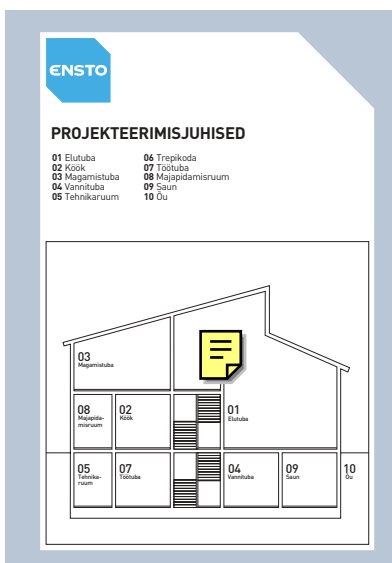 ENSTO
PROJEKTEERIMISJUHISED
01 Elutuba
02 Köök
03 Magamistuba
04 Vannituba
05 Tehnikaruum
06 Trepikoda
07 Töötuba
08 Majapidamisruum
09 Saun
10 Õu
03
Magamistuba
08
Majapida-
misruum
02
Köök
01
Elutuba
05
Tehnika-
ruum
07
Töötuba
04
Vannituba
09
Saun
10
Õu